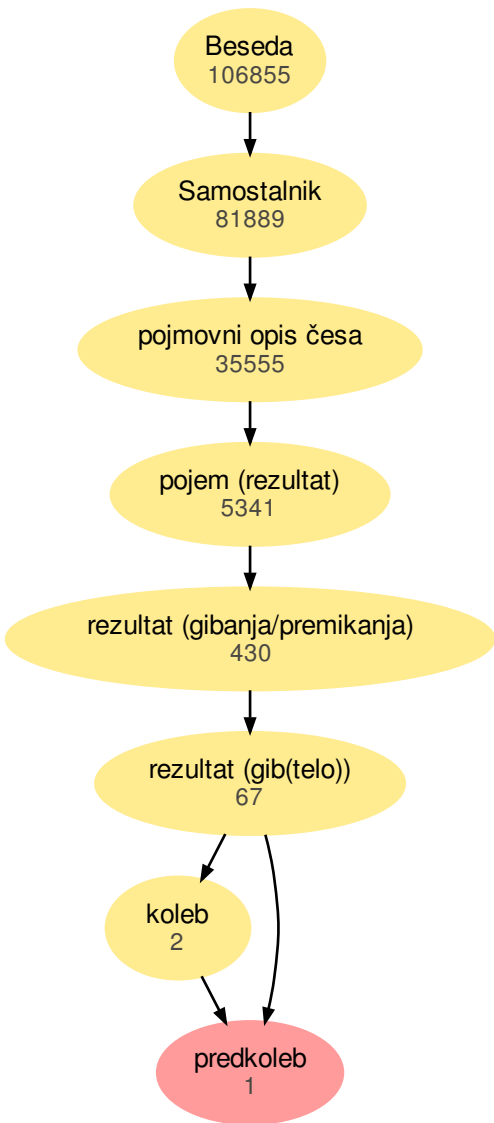 Beseda
106855
Samostalnik
81889
pojmovni opis česa
35555
pojem (rezultat)
5341
rezultat (gibanja/premikanja)
430
rezultat (gib(telo))
67
koleb
2
predkoleb
1